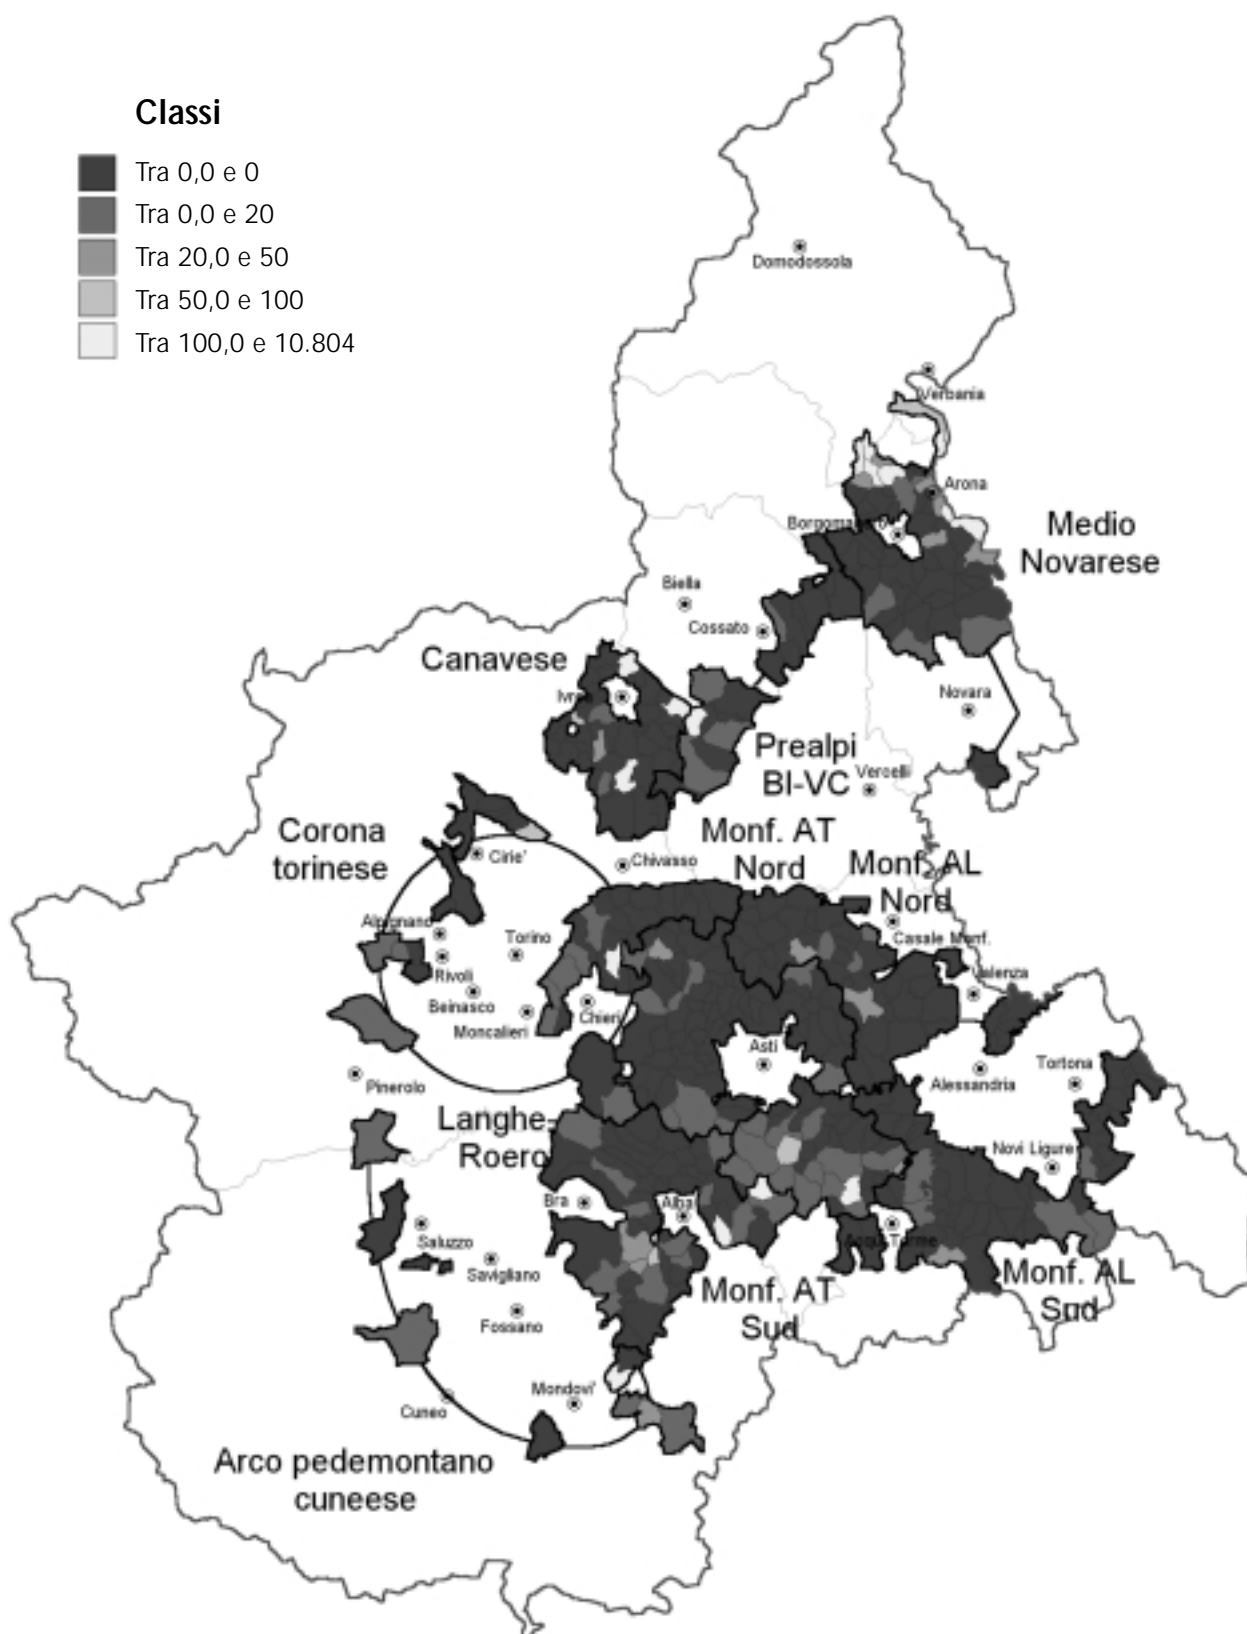 Classi
Tra 0,0 e 0
Tra 0,0 e 20
Tra 20,0 e 50
Tra 50,0 e 100
Tra 100,0 e 10.804
Domodossola
Verbania
Arona
Medio
Novarese
Biella
Cossato
Canavese
Novara
Prealpi
BI-VC
Vercelli
Corona
torinese
Cirie'
Chivasso
Monf. AT
Nord
Monf. AL
Nord
Casale Monf.
Alpignano
Torino
Rivoli
Beinasco
Moncalieri
Chieri
Valenza
Asti
Alessandria
Tortona
Pinerolo
Langhe-
Roero
Novi Ligure
Bra
Alba
Acqui Terme
Saluzzo
Savigliano
Fossano
Monf. AT
Sud
Monf. AL
Sud
Mondovi'
Cuneo
Arco pedemontano
cuneese